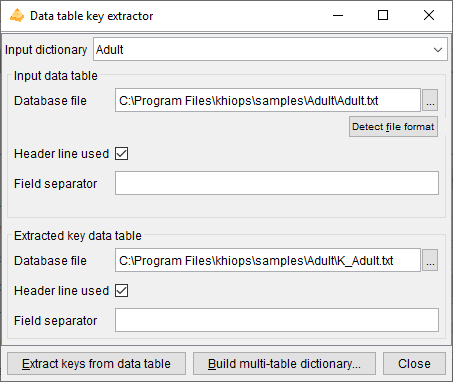 Data table key extractor
Input dictionary Adult
Input data table
Database file C:\Program Files\khiops\samples\Adult\Adult.txt ...
Detect file format
Header line used
Field separator
Extracted key data table
Database file C:\Program Files\khiops\samples\Adult\K_Adult.txt ...
Header line used
Field separator
Extract keys from data table Build multi-table dictionary... Close